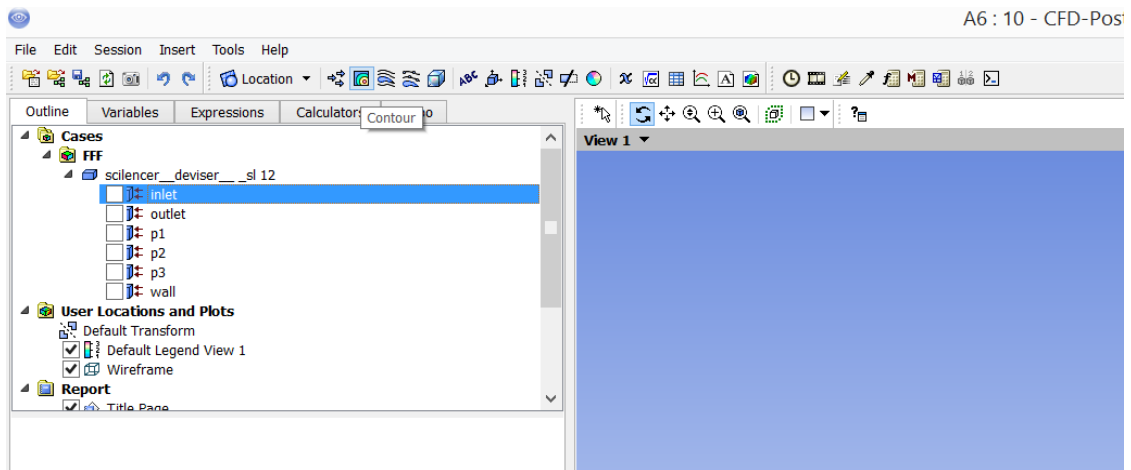 A6 : 10 - CFD-Post
File Edit Session Insert Tools Help
Location
Outline Variables Expressions Calculators
Contour
Cases
FFF
scilencer__deviser__ _sl 12
inlet
outlet
p1
p2
p3
wall
User Locations and Plots
Default Transform
Default Legend View 1
Wireframe
Report
Title Page
View 1